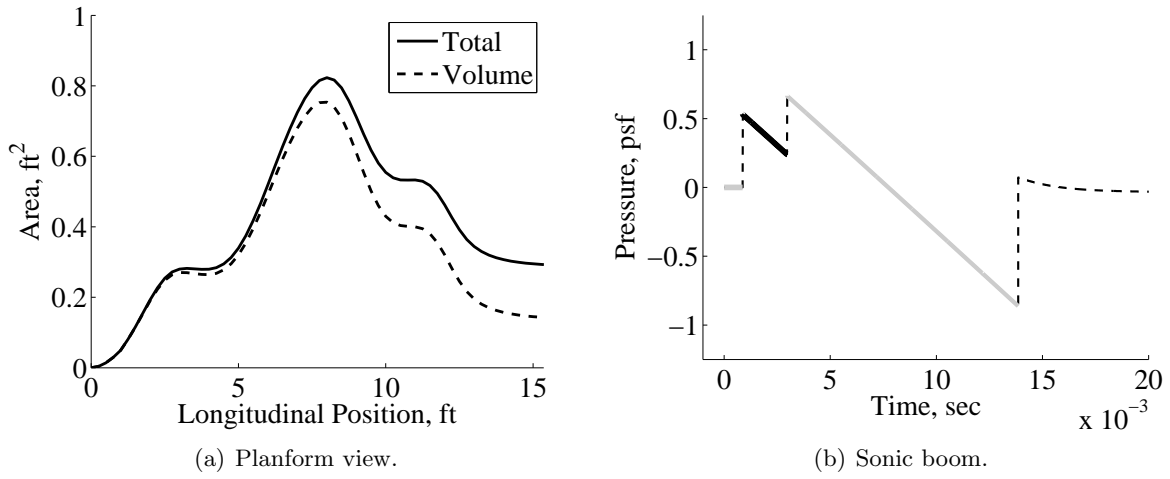 1
0.8
0.6
0.4
0.2
0
Area, ft2
Total
Volume
0
5
10
15
Longitudinal Position, ft
(a) Planform view.
1
0.5
0
−0.5
−1
Pressure, psf
0
5
10
15
20
Time, sec
x 10−3
(b) Sonic boom.